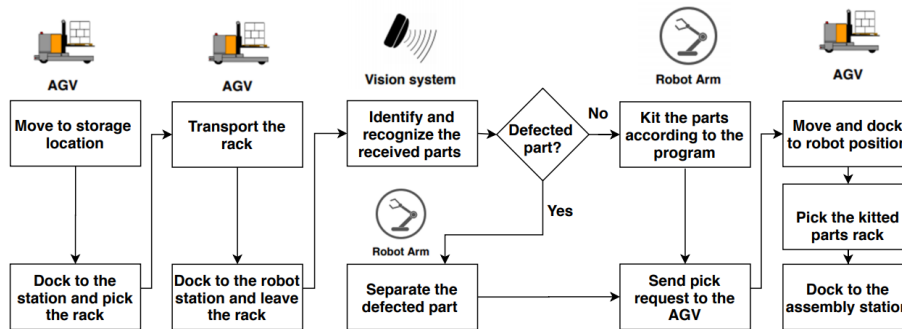 AGV
Move to storage
location
Dock to the
station and pick
the rack
AGV
Transport the
rack
Dock to the robot
station and leave
the rack
Vision system
Identify and
recognize the
received parts
Defected
part?
No
Yes
Robot Arm
Separate the
defected part
Robot Arm
Kit the parts
according to the
program
Send pick
request to the
AGV
AGV
Move and dock
to robot position
Pick the kitted
parts rack
Dock to the
assembly station